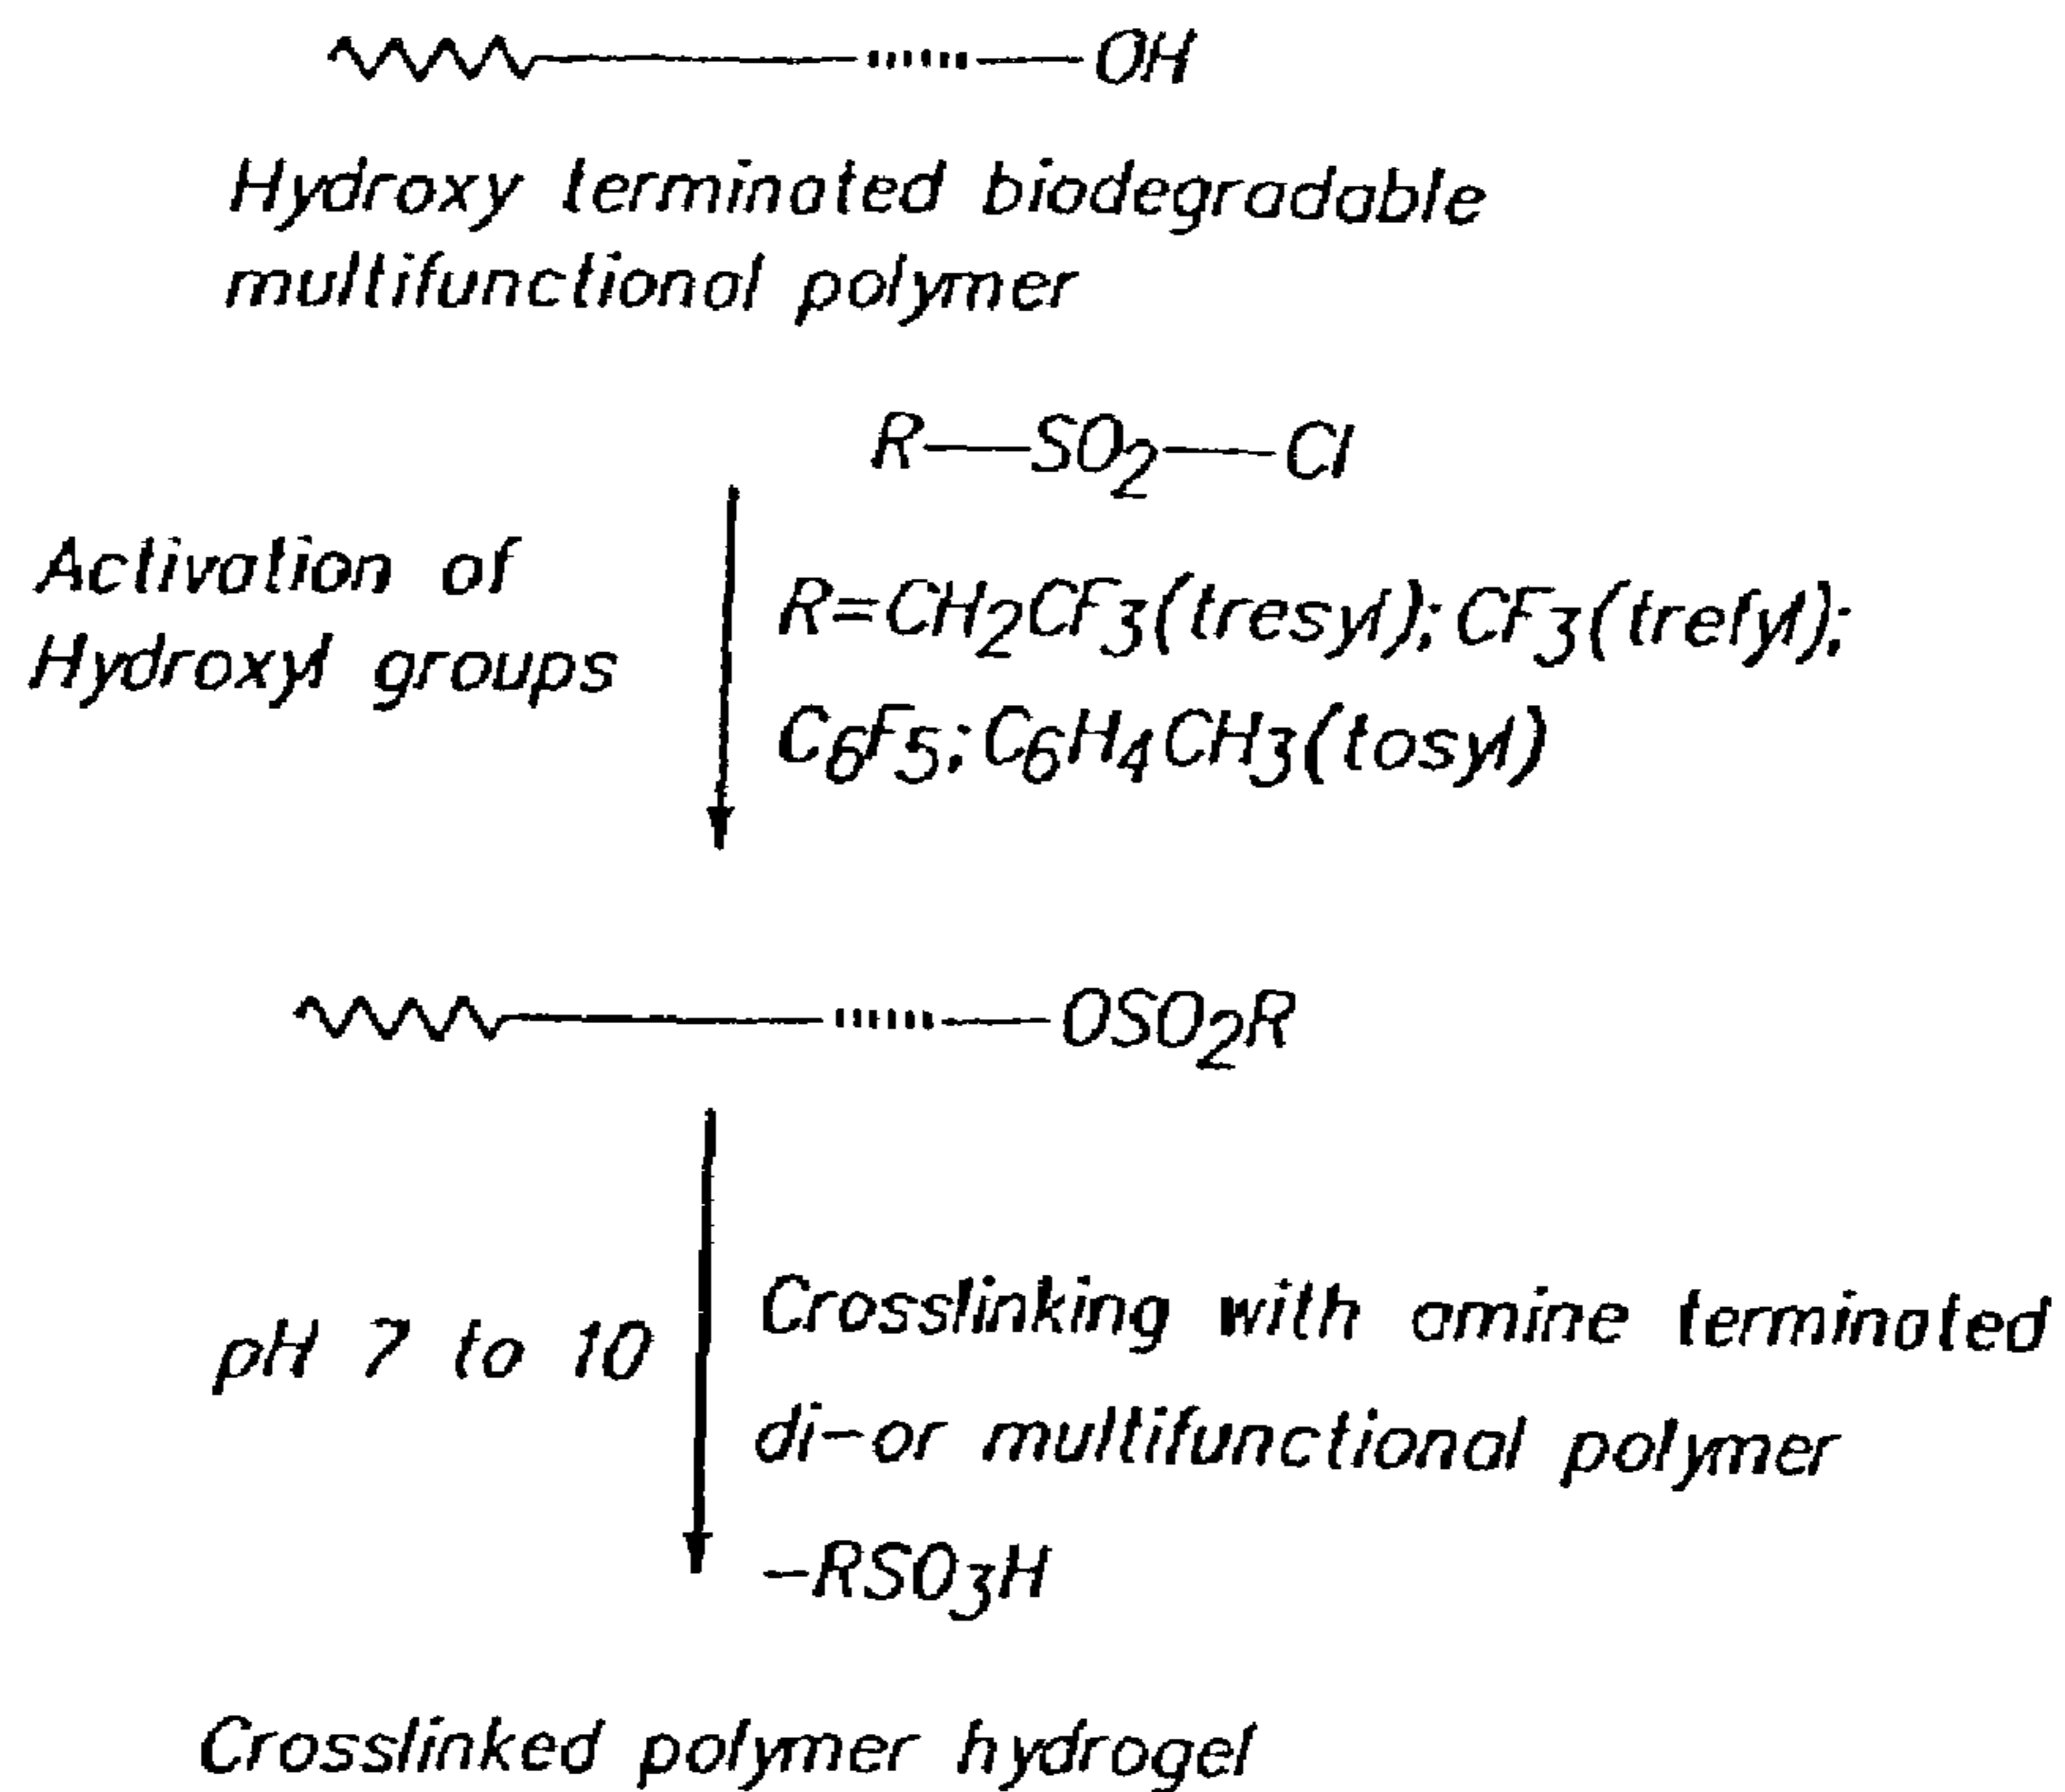 OH
Hydroxy terminated biodegradable
multifunctional polymer
R—SO2—Cl
Activation of
Hydroxyl groups
R=CH2CF3(tresyl); CF3(trefyl);
C6F5; C6H4CH3(tosyl)
OSO2R
pH 7 to 10
Crosslinking with amine terminated
di-or multifunctional polymer
-RSO3H
Crosslinked polymer hydrogel